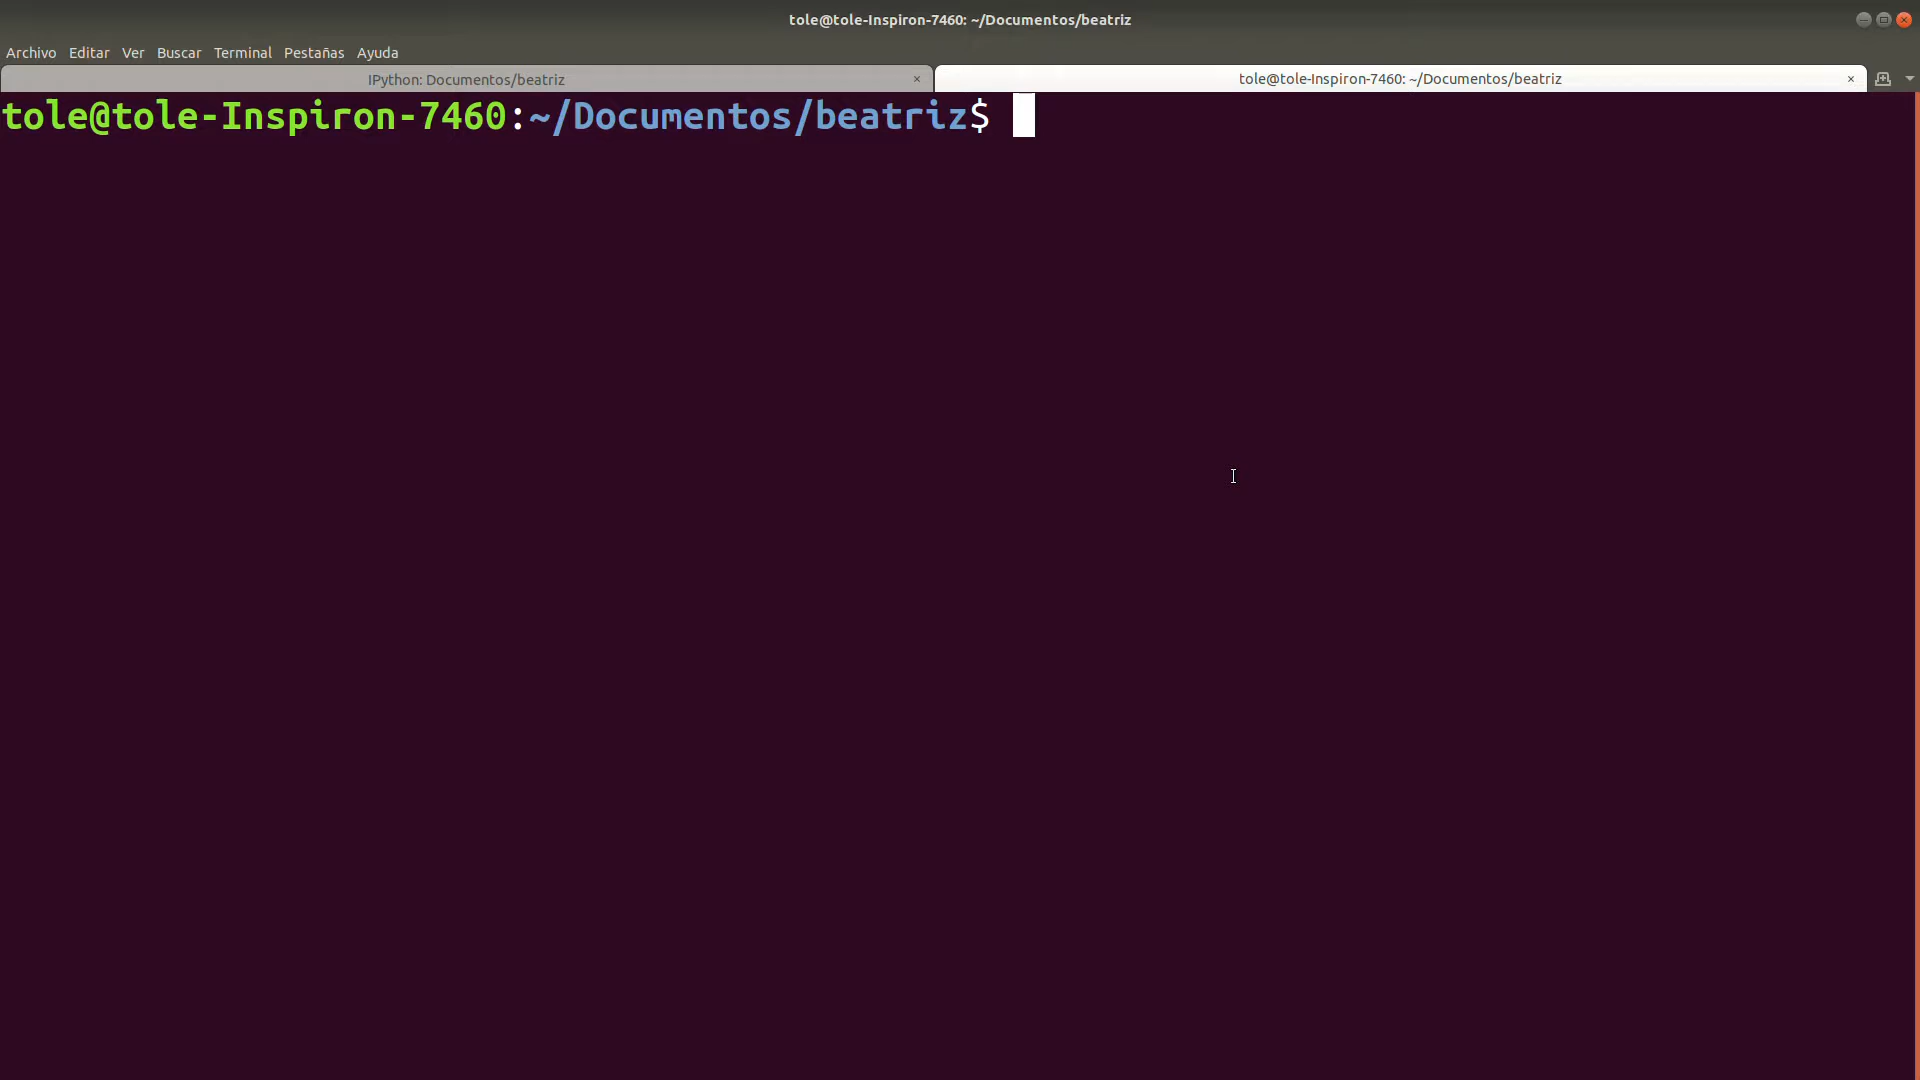 tole@tole-Inspiron-7460: ~/Documentos/beatriz
Archivo Editar Ver Buscar Terminal Pestañas Ayuda
IPython: Documentos/beatriz × tole@tole-Inspiron-7460: ~/Documentos/beatriz ×
tole@tole-Inspiron-7460:~/Documentos/beatriz$